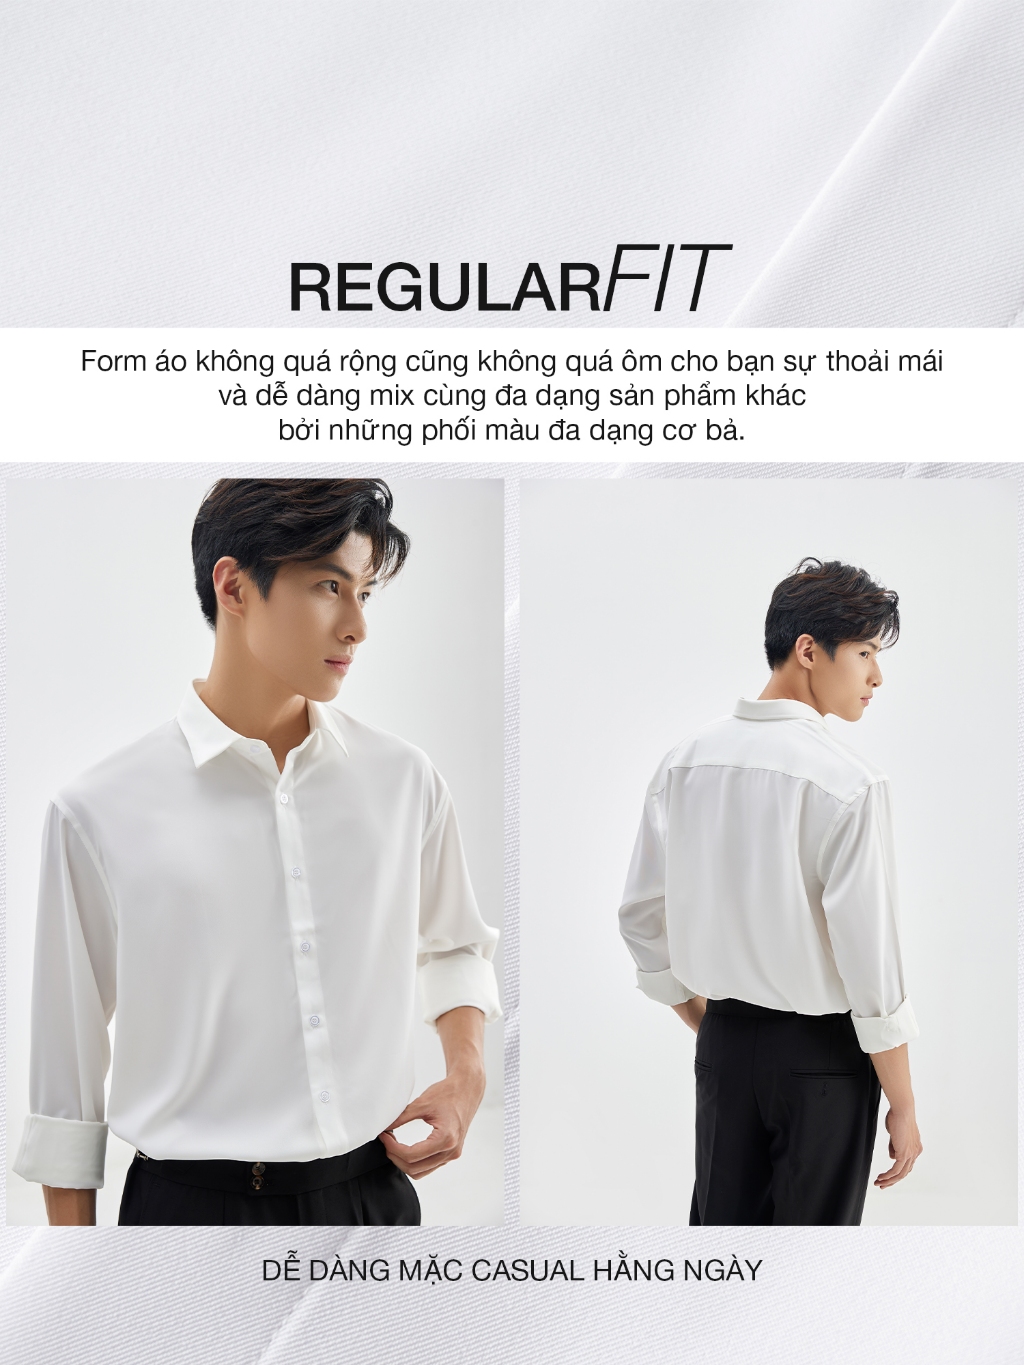 REGULARFIT
Form áo không quá rộng cũng không quá ôm cho bạn sự thoải mái
và dễ dàng mix cùng đa dạng sản phẩm khác
bởi những phối màu đa dạng cơ bả.
DỄ DÀNG MẶC CASUAL HẰNG NGÀY